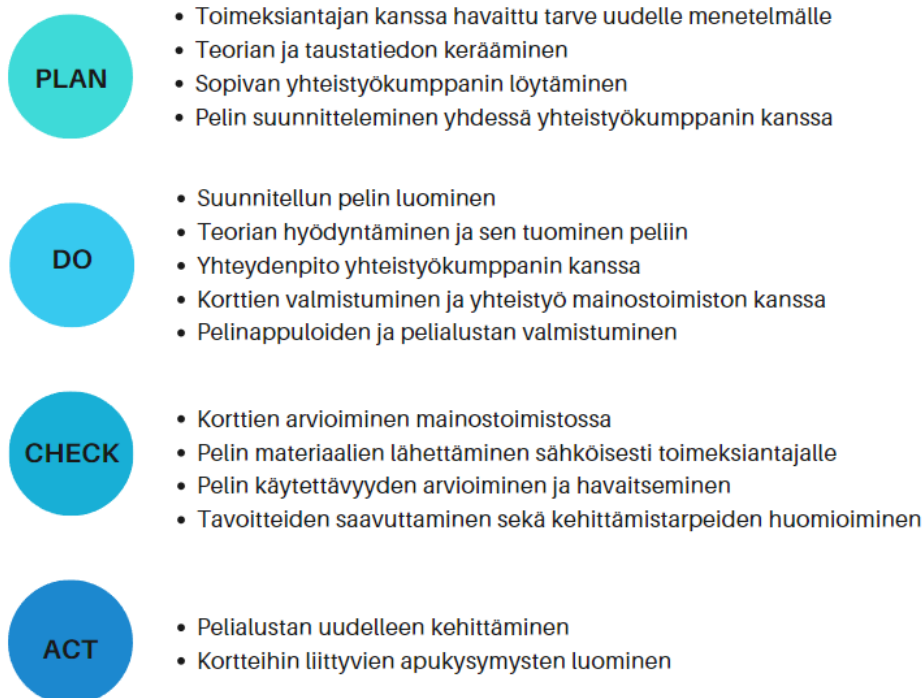 PLAN
• Toimeksiantajan kanssa havaittu tarve uudelle menetelmälle
• Teorian ja taustatiedon kerääminen
• Sopivan yhteistyökumppanin löytäminen
• Pelin suunnitteleminen yhdessä yhteistyökumppanin kanssa
DO
• Suunnitellun pelin luominen
• Teorian hyödyntäminen ja sen tuominen peliin
• Yhteydenpito yhteistyökumppanin kanssa
• Korttien valmistuminen ja yhteistyö mainostoimiston kanssa
• Pelinappuloiden ja pelialustan valmistuminen
CHECK
• Korttien arvioiminen mainostoimistossa
• Pelin materiaalien lähettäminen sähköisesti toimeksiantajalle
• Pelin käytettävyyden arvioiminen ja havaitseminen
• Tavoitteiden saavuttaminen sekä kehittämistarpeiden huomioiminen
ACT
• Pelialustan uudelleen kehittäminen
• Kortteihin liittyvien apukysymysten luominen